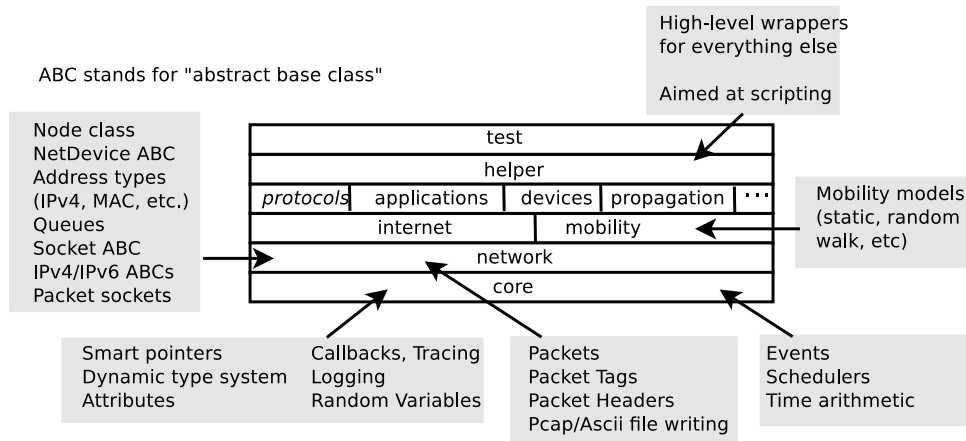 High-level wrappers
for everything else
Aimed at scripting
ABC stands for "abstract base class"
Node class
NetDevice ABC
Address types
(IPv4, MAC, etc.)
Queues
Socket ABC
IPv4/IPv6 ABCs
Packet sockets
test
helper
protocols applications devices propagation ...
internet mobility
network
core
Mobility models
(static, random
walk, etc)
Smart pointers
Dynamic type system
Attributes
Callbacks, Tracing
Logging
Random Variables
Packets
Packet Tags
Packet Headers
Pcap/Ascii file writing
Events
Schedulers
Time arithmetic